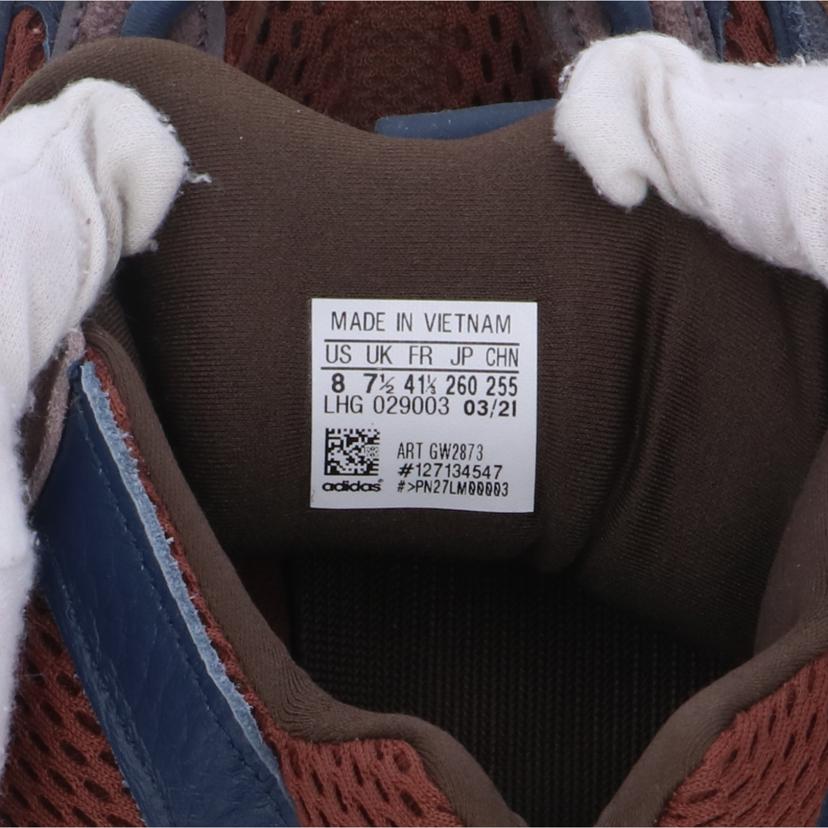 MADE IN VIETNAM
US UK FR JP CHN
8 7½ 41⅓ 260 255
LHG 029003 03/21
ART GW2873
#127134547
adidas #>PN27LM00003